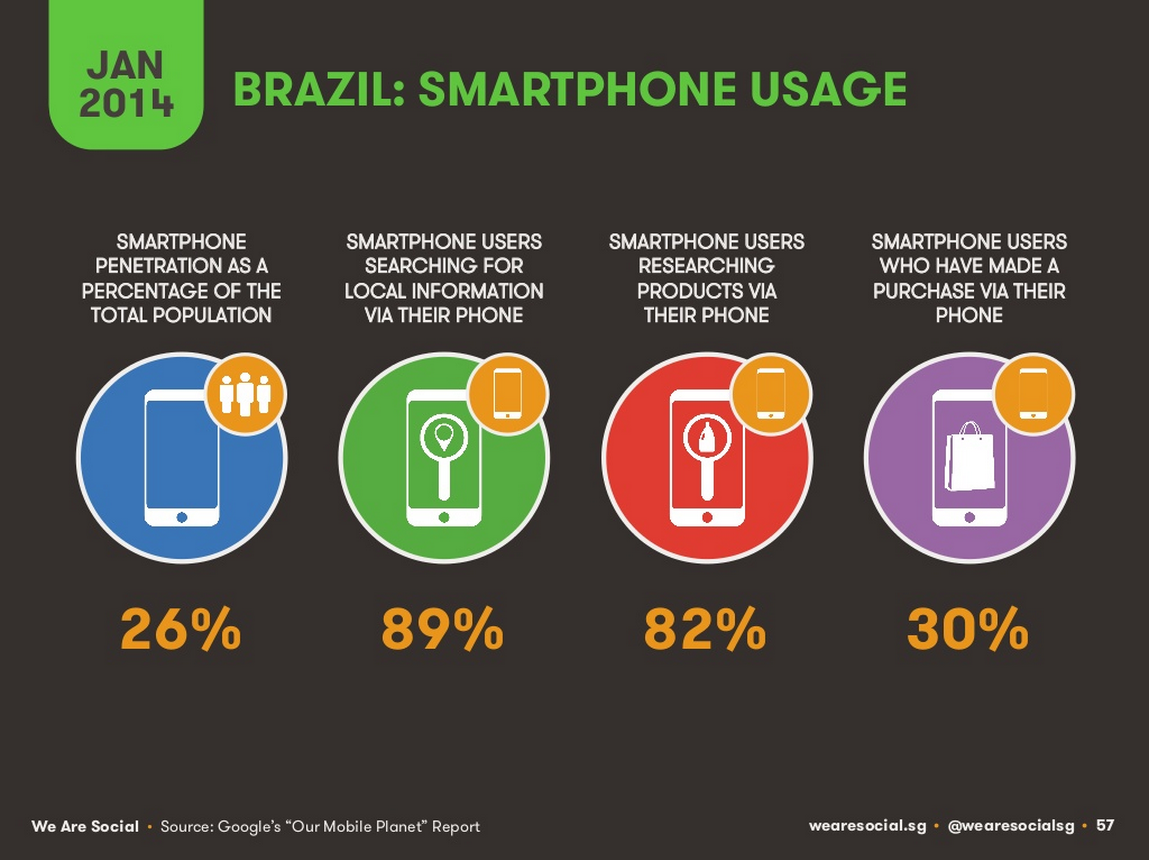 JAN
2014
BRAZIL: SMARTPHONE USAGE
SMARTPHONE
PENETRATION AS A
PERCENTAGE OF THE
TOTAL POPULATION
SMARTPHONE USERS
SEARCHING FOR
LOCAL INFORMATION
VIA THEIR PHONE
SMARTPHONE USERS
RESEARCHING
PRODUCTS VIA
THEIR PHONE
SMARTPHONE USERS
WHO HAVE MADE A
PURCHASE VIA THEIR
PHONE
26%
89%
82%
30%
We Are Social • Source: Google’s “Our Mobile Planet” Report
wearesocial.sg • @wearesocialsg • 57